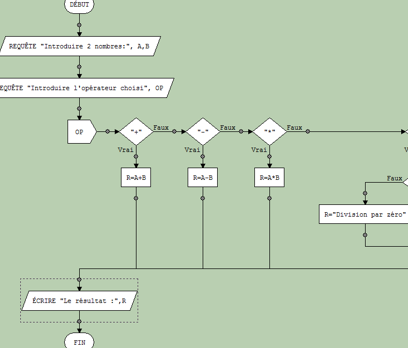 DÉBUT
REQUÊTE "Introduire 2 nombres:", A,B
EQUÊTE "Introduire l'opérateur choisi", OP
OP
"+"
Faux
"-"
Faux
"*"
Faux
Vrai
Vrai
Vrai
V
R=A+B
R=A-B
R=A*B
Faux
R="Division par zéro"
ÉCRIRE "Le résultat :",R
FIN